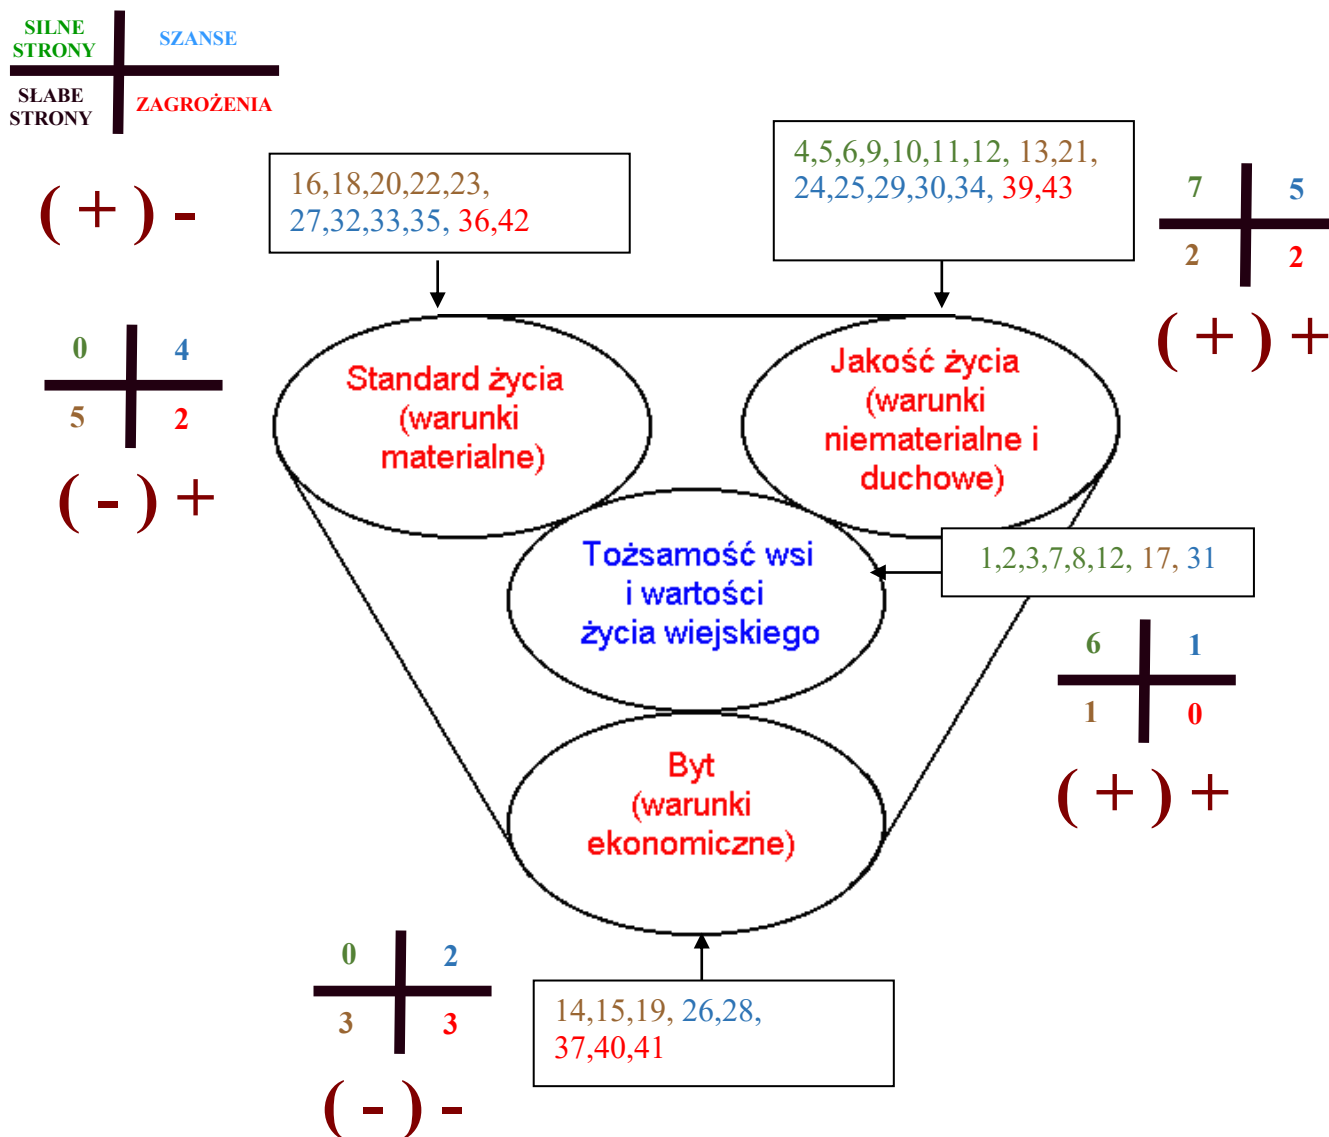 SILNE
STRONY
SZANSE
SŁABE
STRONY
ZAGROŻENIA
( + ) -
16,18,20,22,23,
27,32,33,35, 36,42
4,5,6,9,10,11,12, 13,21,
24,25,29,30,34, 39,43
7 5
2 2
( + ) +
0 4
5 2
( - ) +
Standard życia
(warunki
materialne)
Jakość życia
(warunki
niematerialne i
duchowe)
Tożsamość wsi
i wartości
życia wiejskiego
1,2,3,7,8,12, 17, 31
6 1
1 0
( + ) +
Byt
(warunki
ekonomiczne)
0 2
3 3
( - ) -
14,15,19, 26,28,
37,40,41